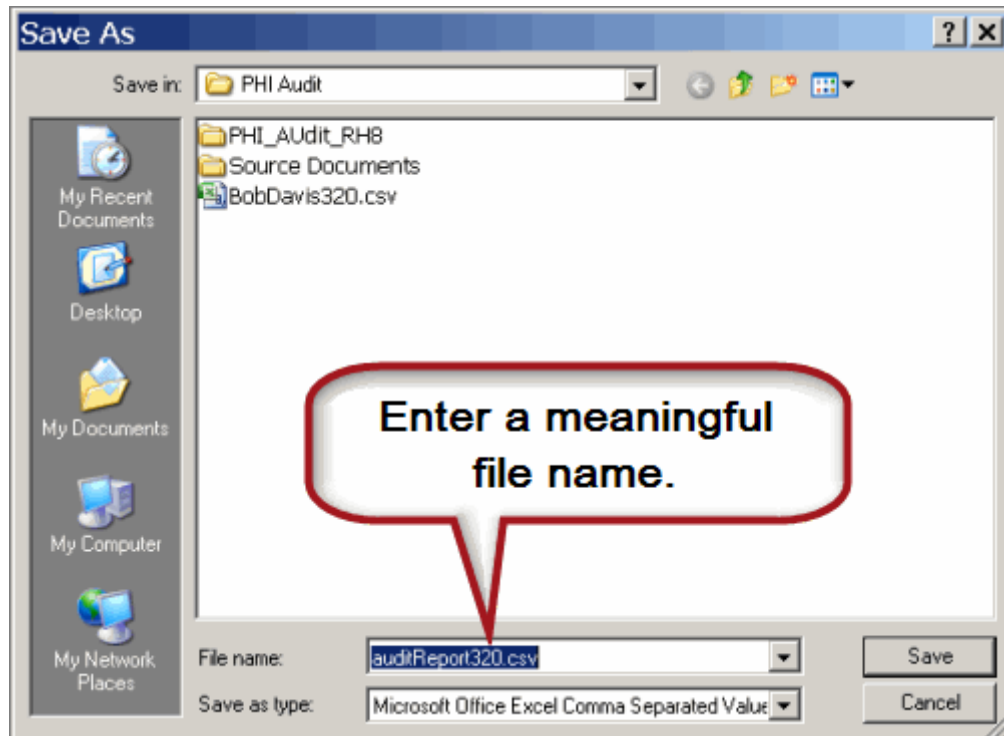 Save As
Save in:
PHI Audit
PHI_AUdit_RH8
Source Documents
BobDavis320.csv
My Recent
Documents
Desktop
My Documents
My Computer
My Network
Places
Enter a meaningful
file name.
File name:
auditReport320.csv
Save
Save as type:
Microsoft Office Excel Comma Separated Value
Cancel